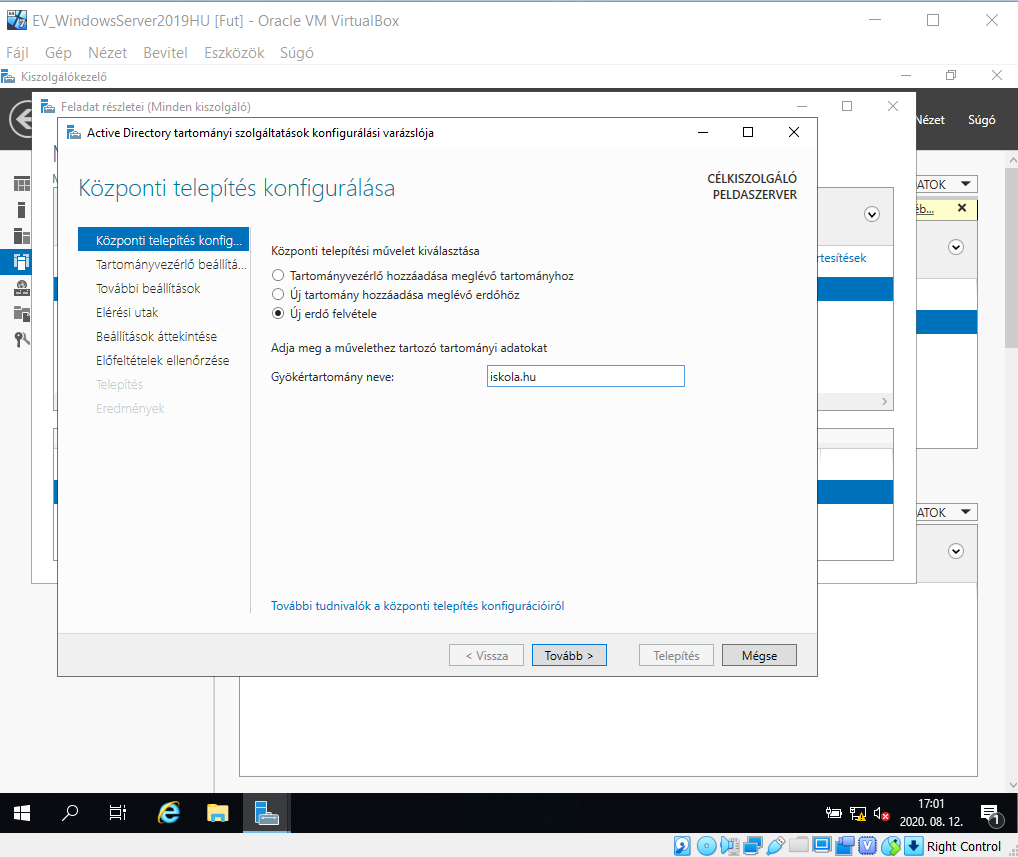 EV_WindowsServer2019HU [Fut] - Oracle VM VirtualBox
Fájl Gép Nézet Bevitel Eszközök Súgó
Kiszolgálókezelő
Feladat részletei (Minden kiszolgáló)
Nézet Súgó
Active Directory tartományi szolgáltatások konfigurálási varázslója
Központi telepítés konfigurálása
CÉLKISZOLGÁLÓ
PELDASZERVER
ATOK
éb...
rtesítések
Központi telepítés konfig...
Tartományvezérlő beállítá...
További beállítások
Elérési utak
Beállítások áttekintése
Előfeltételek ellenőrzése
Telepítés
Eredmények
Központi telepítési művelet kiválasztása
Tartományvezérlő hozzáadása meglévő tartományhoz
Új tartomány hozzáadása meglévő erdőhöz
Új erdő felvétele
Adja meg a művelethez tartozó tartományi adatokat
Gyökértartomány neve: iskola.hu
ATOK
További tudnivalók a központi telepítés konfigurációiról
< Vissza Tovább > Telepítés Mégse
17:01
2020. 08. 12.
1
Right Control